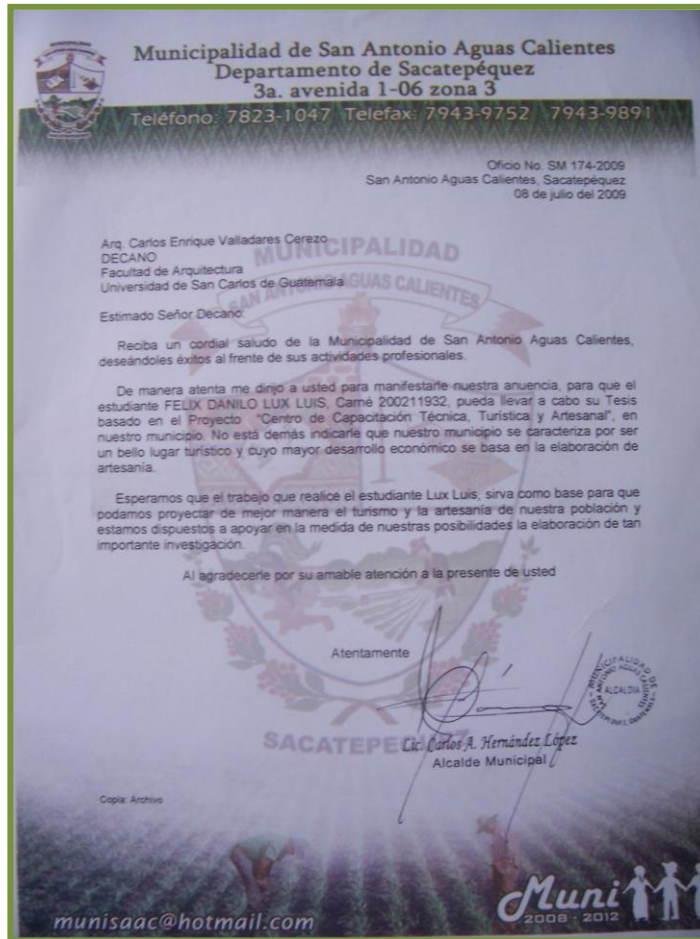 Municipalidad de San Antonio Aguas Calientes
Departamento de Sacatepéquez
3a. avenida 1-06 zona 3
Teléfono: 7823-1047 Telefax: 7943-9752 7943-9891
Oficio No. SM 174-2009
San Antonio Aguas Calientes, Sacatepéquez
08 de julio del 2009
Arq. Carlos Enrique Valladares Cerezo
DECANO
Facultad de Arquitectura
Universidad de San Carlos de Guatemala
MUNICIPALIDAD
SAN ANTONIO AGUAS CALIENTES
Estimado Señor Decano:
Reciba un cordial saludo de la Municipalidad de San Antonio Aguas Calientes,
deseándoles éxitos al frente de sus actividades profesionales.
De manera atenta me dirijo a usted para manifestarle nuestra anuencia, para que el
estudiante FELIX DANILO LUX LUIS, Carné 200211932, pueda llevar a cabo su Tesis
basado en el Proyecto "Centro de Capacitación Técnica, Turística y Artesanal", en
nuestro municipio. No está demás indicarle que nuestro municipio se caracteriza por ser
un bello lugar turístico y cuyo mayor desarrollo económico se basa en la elaboración de
artesanía.
Esperamos que el trabajo que realice el estudiante Lux Luis, sirva como base para que
podamos proyectar de mejor manera el turismo y la artesanía de nuestra población y
estamos dispuestos a apoyar en la medida de nuestras posibilidades la elaboración de tan
importante investigación.
Al agradecerle por su amable atención a la presente de usted
Atentamente
MUNICIPALIDAD DE
ALCALDIA
Lic. Carlos A. Hernández López
Alcalde Municipal
Copia: Archivo
munisaac@hotmail.com
Muni
2008 - 2012